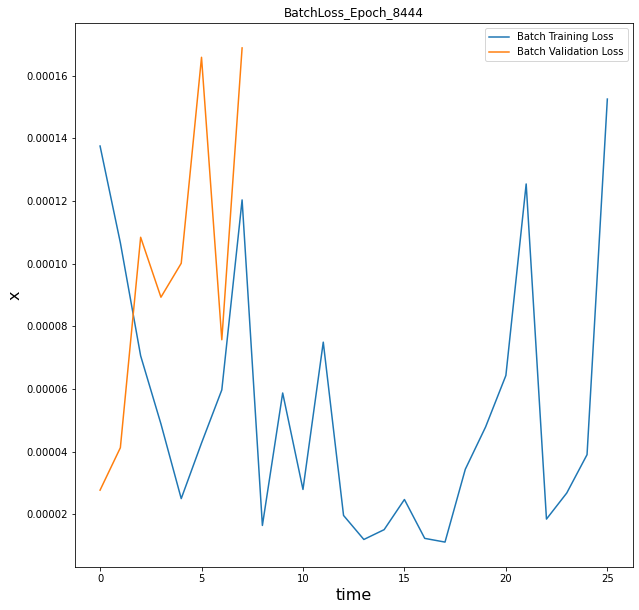 BatchLoss_Epoch_8444
Batch Training Loss
Batch Validation Loss
0.00016
0.00014
0.00012
0.00010
0.00008
0.00006
0.00004
0.00002
x
0 5 10 15 20 25
time